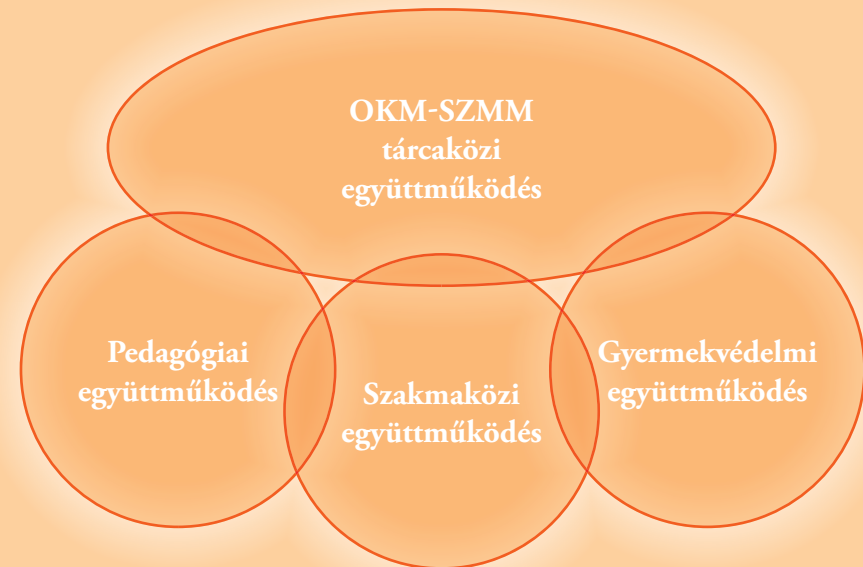 OKM-SZMM
tárcaközi
együttműködés
Pedagógiai
együttműködés
Szakmaközi
együttműködés
Gyermekvédelmi
együttműködés